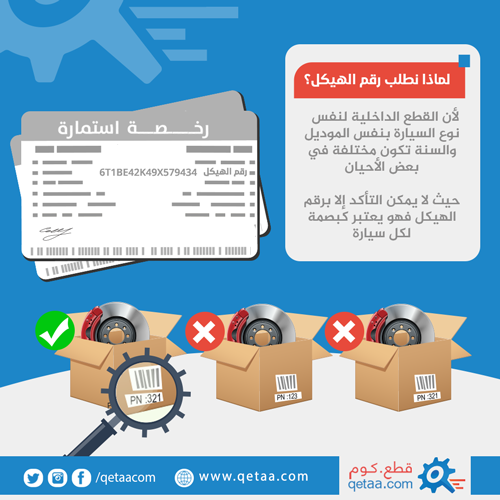 لماذا نطلب رقم الهيكل؟
لأن القطع الداخلية لنفس
نوع السيارة بنفس الموديل
والسنة تكون مختلفة في
بعض الأحيان
حيث لا يمكن التأكد إلا برقم
الهيكل فهو يعتبر كبصمة
لكل سيارة
رخـــصـــة استمارة
رقم الهيكل 6T1BE42K49X579434
PN :321
PN :123
PN :321
/qetaacom
www.qetaa.com
قطع.كوم
qetaa.com